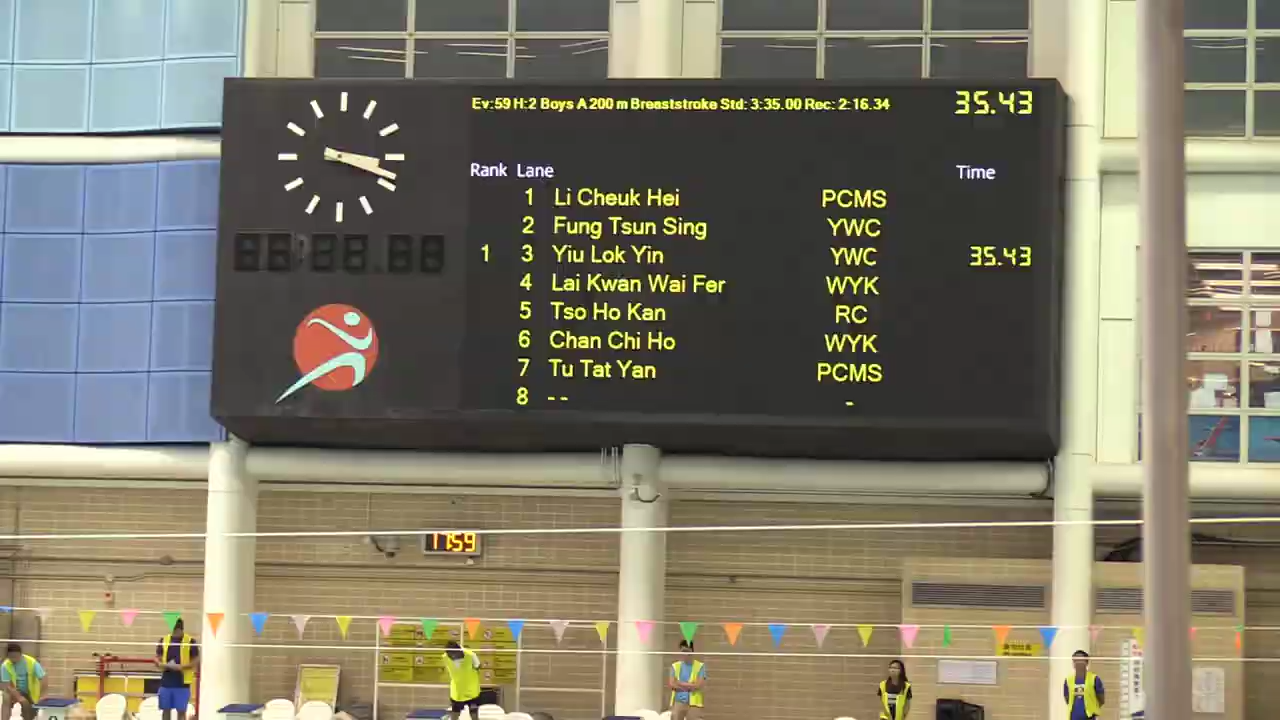 Ev:59 H:2 Boys A 200 m Breaststroke Std: 3:35.00 Rec: 2:16.34 35.43
Rank Lane Time
1 Li Cheuk Hei PCMS
2 Fung Tsun Sing YWC
1 3 Yiu Lok Yin YWC 35.43
4 Lai Kwan Wai Fer WYK
5 Tso Ho Kan RC
6 Chan Chi Ho WYK
7 Tu Tat Yan PCMS
8 -- -
17:59